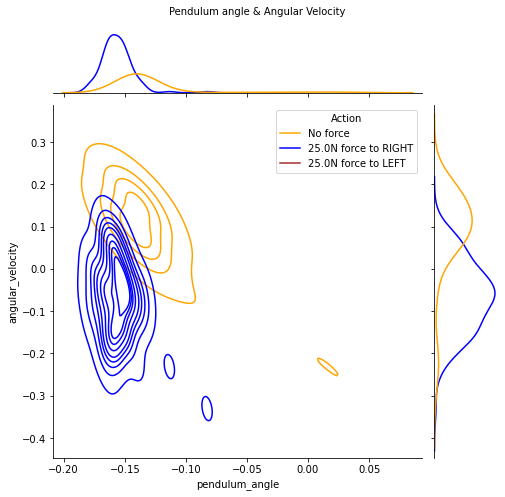 Pendulum angle & Angular Velocity
Action
No force
25.0N force to RIGHT
25.0N force to LEFT
angular_velocity
0.3
0.2
0.1
0.0
−0.1
−0.2
−0.3
−0.4
−0.20
−0.15
−0.10
−0.05
0.00
0.05
pendulum_angle